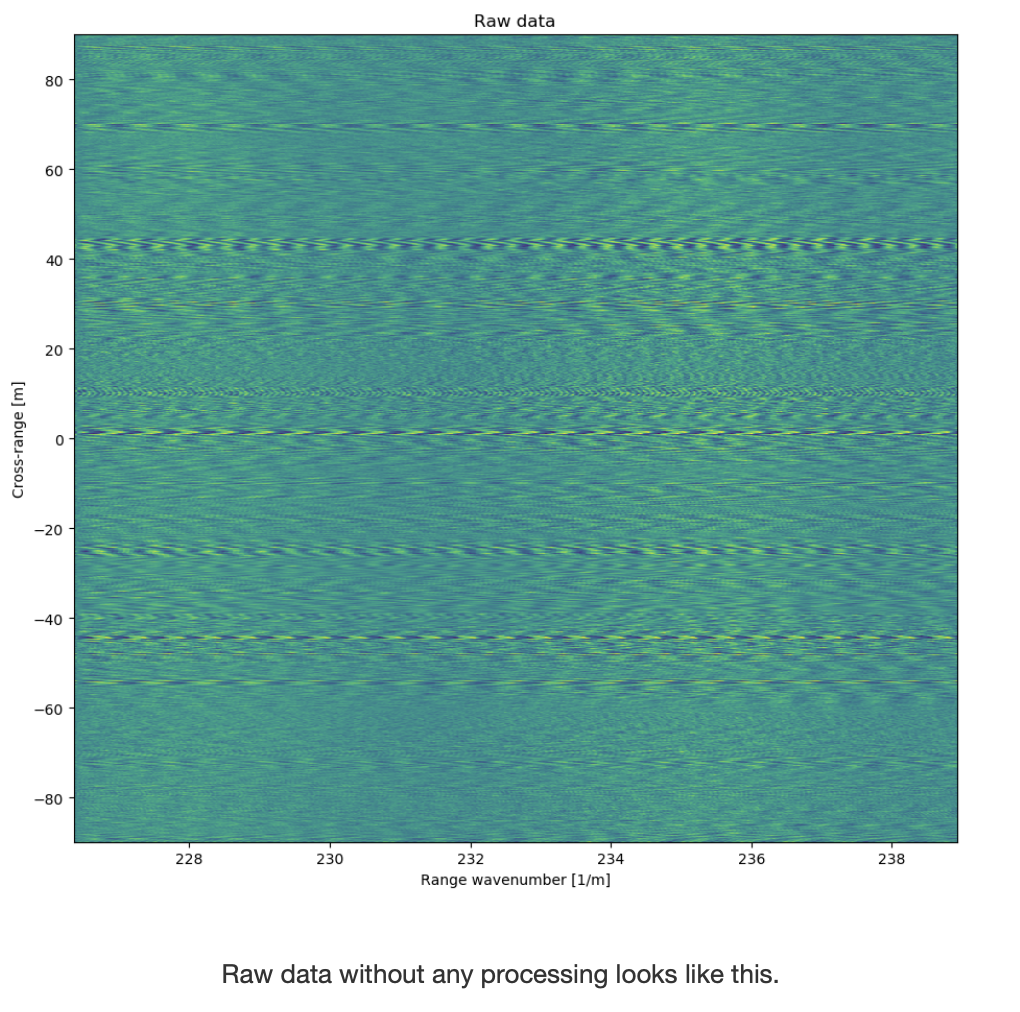 Raw data
80
60
40
20
0
−20
−40
−60
−80
Cross-range [m]
228 230 232 234 236 238
Range wavenumber [1/m]
Raw data without any processing looks like this.